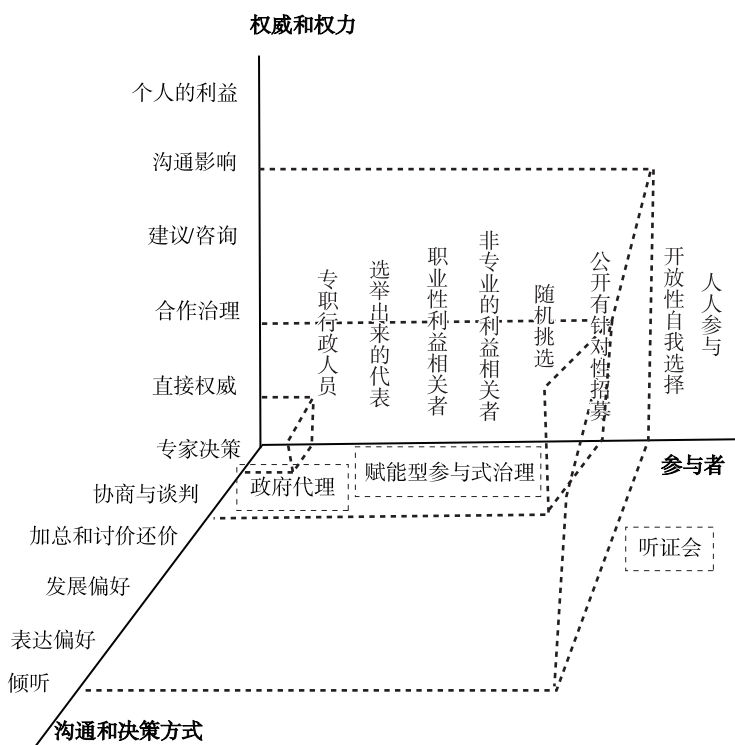 权威和权力
个人的利益
沟通影响
建议/咨询
合作治理
直接权威
专家决策
协商与谈判
加总和讨价还价
发展偏好
表达偏好
倾听
沟通和决策方式
专职行政人员
选举出来的代表
职业性利益相关者
非专业的利益相关者
随机挑选
公开有针对性招募
开放性自我选择
人人参与
参与者
政府代理
赋能型参与式治理
听证会